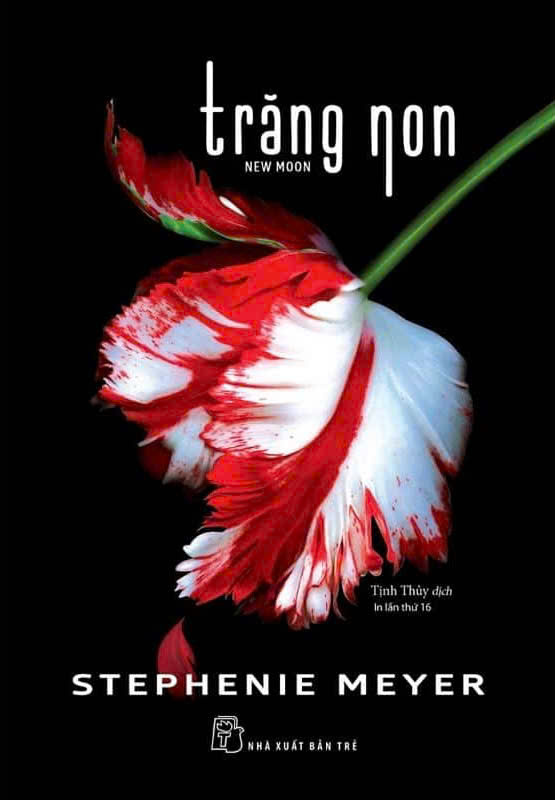 trăng non
NEW MOON
Tịnh Thủy dịch
In lần thứ 16
STEPHENIE MEYER
NHÀ XUẤT BẢN TRẺ